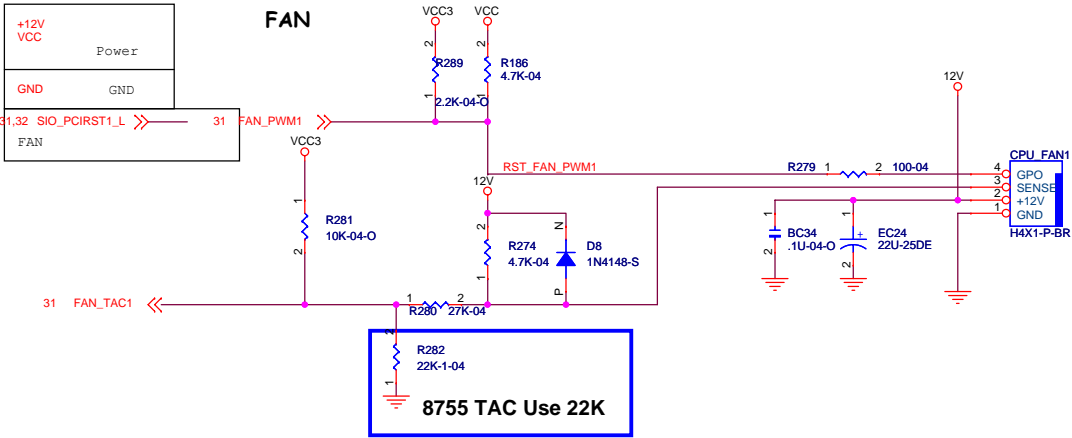 FAN
+12V
VCC
Power
GND GND
31,32 SIO_PCIRST1_L
FAN
31 FAN_PWM1
VCC3 VCC
2 2
R289
R186
4.7K-04
1 1
2.2K-04-O
VCC3
RST_FAN_PWM1
12V
R279 1 2 100-04
CPU_FAN1
4 GPO
3 SENSE
2 +12V
1 GND
H4X1-P-BR
12V
1
R281
10K-04-O
2
2
R274
4.7K-04
1
N
D8
1N4148-S
P
1
BC34
.1U-04-O
2
1
+
EC24
22U-25DE
2
31 FAN_TAC1
1 2
R280 27K-04
2
R282
22K-1-04
1
8755 TAC Use 22K